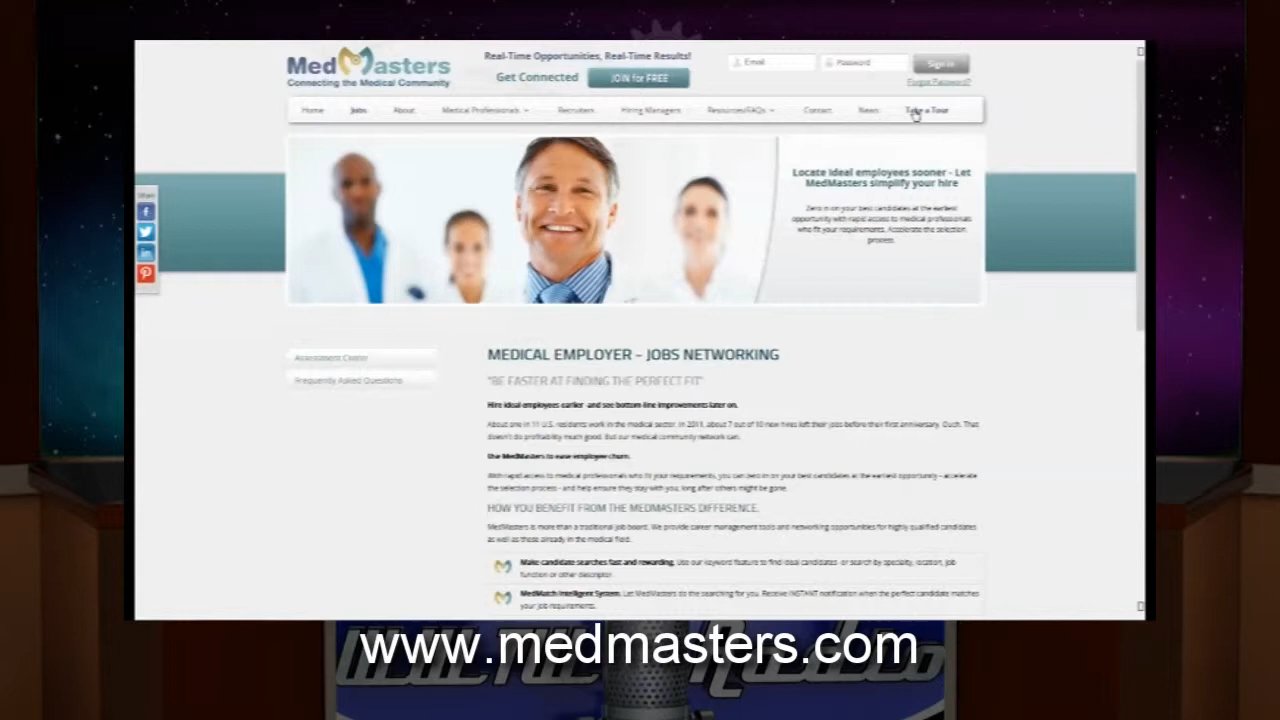 MedMasters
Connecting the Medical Community
Real-Time Opportunities, Real-Time Results!
Get Connected JOIN for FREE
Email Password Sign in
Forgot Password?
Home Jobs About Medical Professionals Recruiters Hiring Managers Resources/FAQs Contact News Take a Tour
Locate ideal employees sooner - Let
MedMasters simplify your hire
Zero in on your best candidates at the earliest
opportunity with rapid access to medical professionals
who fit your requirements. Accelerate the selection
process.
Share
Assessment Center
Frequently Asked Questions
MEDICAL EMPLOYER - JOBS NETWORKING
"BE FASTER AT FINDING THE PERFECT FIT"
Hire ideal employees earlier - and see bottom-line improvements later on.
About one in 11 U.S. residents work in the medical sector. In 2011, about 7 out of 10 new hires left their jobs before their first anniversary. Ouch. That
doesn't do profitability much good. But our medical community network can.
Use MedMasters to ease employee churn.
With rapid access to medical professionals who fit your requirements, you can zero in on your best candidates at the earliest opportunity - accelerate
the selection process - and help ensure they stay with you, long after others might be gone.
HOW YOU BENEFIT FROM THE MEDMASTERS DIFFERENCE.
MedMasters is more than a traditional job board. We provide career management tools and networking opportunities for highly qualified candidates
as well as those already in the medical field.
Make candidate searches fast and rewarding. Use our keyword feature to find ideal candidates - or search by specialty, location, job
function or other descriptor.
MedMatch Intelligent System. Let MedMasters do the searching for you. Receive INSTANT notification when the perfect candidate matches
your job requirements.
www.medmasters.com